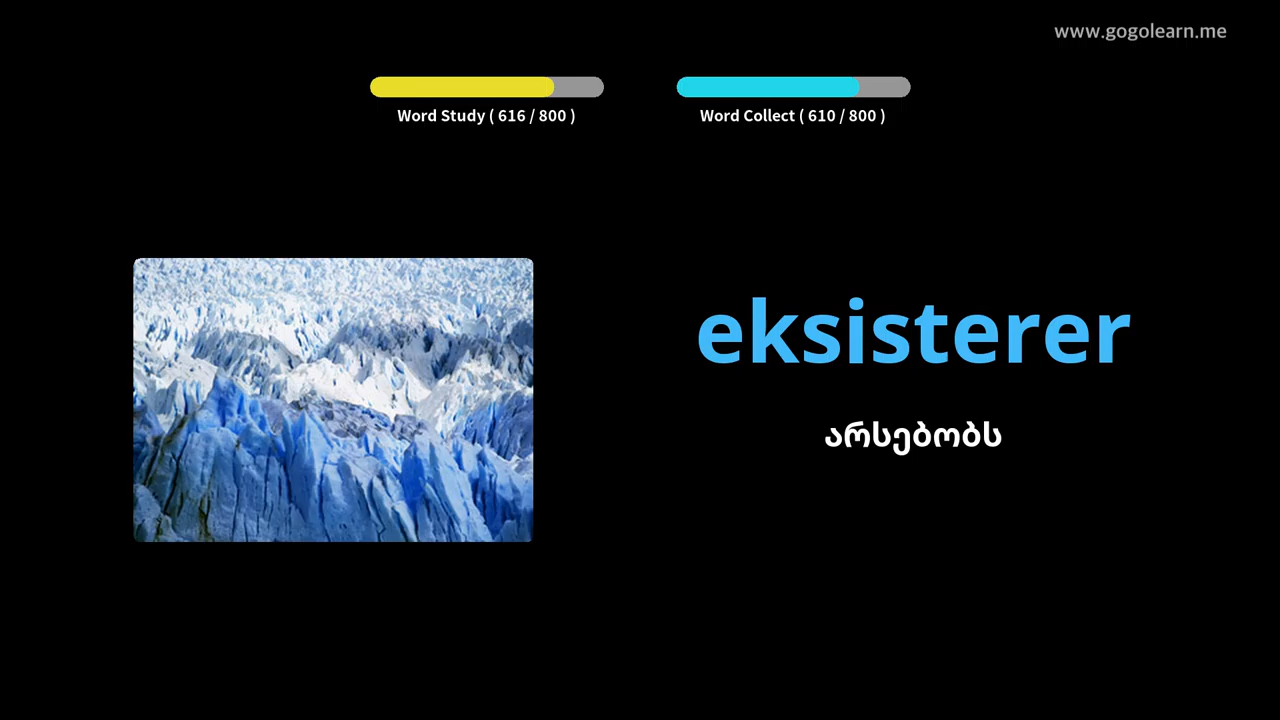 www.gogolearn.me
Word Study ( 616 / 800 )
Word Collect ( 610 / 800 )
eksisterer
არსებობს